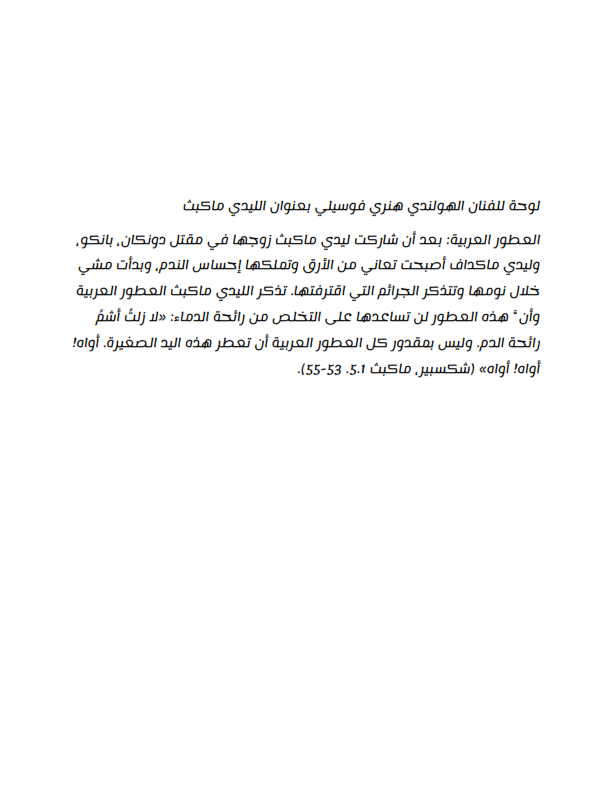 لوحة للفنان الهولندي هنري فوسيلي بعنوان الليدي ماكبث
العطور العربية: بعد أن شاركت ليدي ماكبث زوجها في مقتل دونكان، بانكو،
وليدي ماكداف أصبحت تعاني من الأرق وتملكها إحساس الندم، وبدأت مشي
خلال نومها وتتذكر الجرائم التي اقترفتها. تذكر الليدي ماكبث العطور العربية
وأن ّ هذه العطور لن تساعدها على التخلص من رائحة الدماء: «لا زلتُ أشمُ
رائحة الدم. وليس بمقدور كل العطور العربية أن تعطر هذه اليد الصغيرة. أواه!
أواه! أواه» (شكسبير، ماكبث 5.1. 53-55).